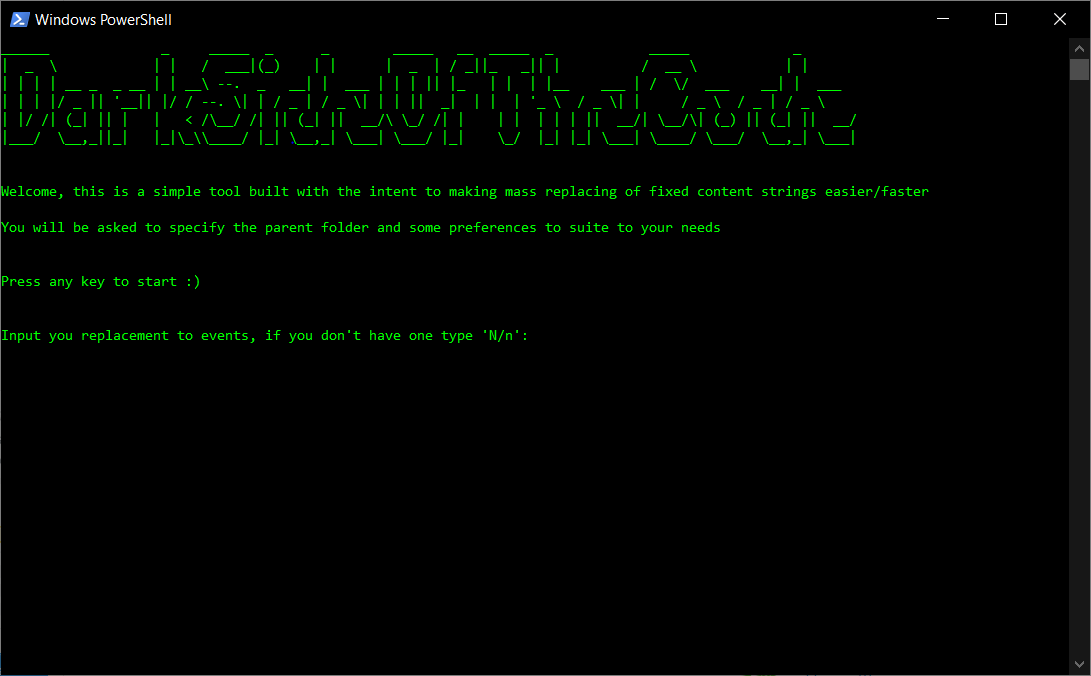 Windows PowerShell
DarkSideOfTheCode
Welcome, this is a simple tool built with the intent to making mass replacing of fixed content strings easier/faster
You will be asked to specify the parent folder and some preferences to suite to your needs
Press any key to start :)
Input you replacement to events, if you don't have one type 'N/n':